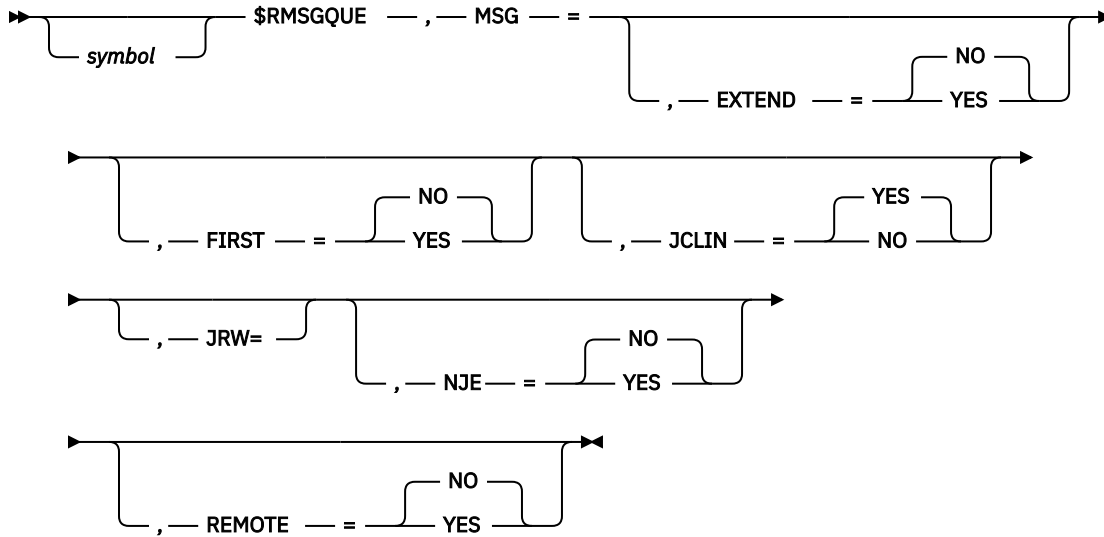 $RMSGQUE , MSG =
symbol
NO
, EXTEND = YES
NO YES
, FIRST = YES , JCLIN = NO
, JRW= NO
, NJE = YES
NO
, REMOTE = YES